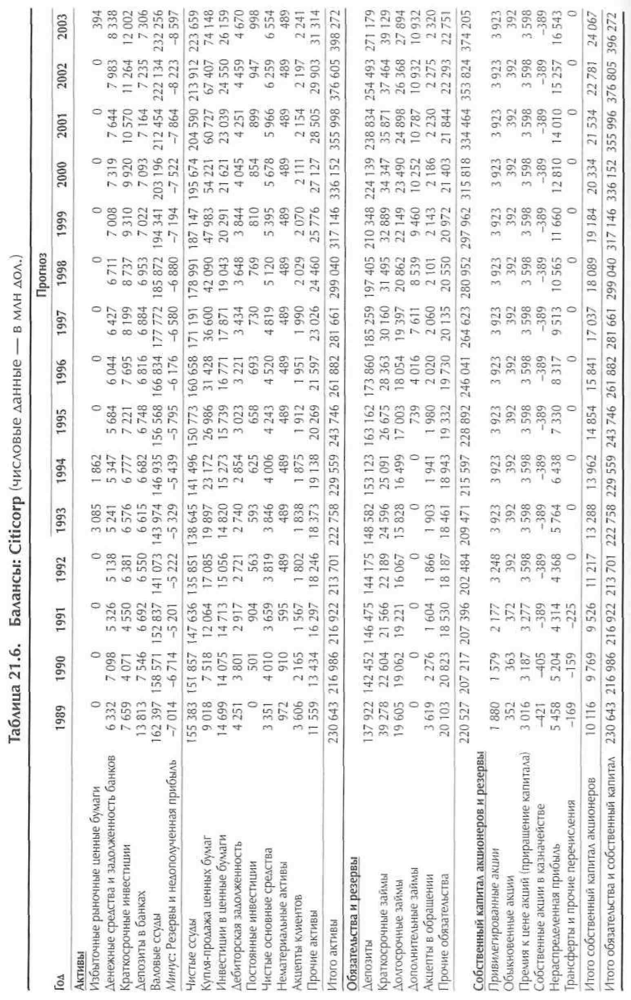 Таблица 21.6. Балансы: Citicorp (числовые данные — в млн дол.)
Прогноз
Год 1989 1990 1991 1992 1993 1994 1995 1996 1997 1998 1999 2000 2001 2002 2003
Активы
Избыточные рыночные ценные бумаги 0 0 0 0 3 085 1 862 0 0 0 0 0 0 0 0 394
Денежные средства и задолженность банков 6 332 7 098 5 326 5 138 5 241 5 347 5 684 6 044 6 427 6 711 7 008 7 319 7 644 7 983 8 338
Краткосрочные инвестиции 7 659 4 071 4 550 6 381 6 576 6 777 7 221 7 695 8 199 8 737 9 310 9 920 10 570 11 264 12 002
Депозиты в банках 13 813 7 546 6 692 6 550 6 615 6 682 6 748 6 816 6 884 6 953 7 022 7 093 7 164 7 235 7 306
Валовые ссуды 162 397 158 571 152 837 141 073 143 974 146 935 156 568 166 834 177 772 185 872 194 341 203 196 212 454 222 134 232 256
Минус: Резервы и недополученная прибыль –7 014 –6 714 –5 201 –5 222 –5 329 –5 439 –5 795 –6 176 –6 580 –6 880 –7 194 –7 522 –7 864 –8 223 –8 597
Чистые ссуды 155 383 151 857 147 636 135 851 138 645 141 496 150 773 160 658 171 191 178 991 187 147 195 674 204 590 213 912 223 659
Купля-продажа ценных бумаг 9 018 7 518 12 064 17 085 19 897 23 172 26 986 31 428 36 600 42 090 47 983 54 221 60 727 67 407 74 148
Инвестиции в ценные бумаги 14 699 14 075 14 713 15 056 14 820 15 273 15 739 16 771 17 871 19 043 20 291 21 621 23 039 24 550 26 159
Дебиторская задолженность 4 251 3 801 2 917 2 721 2 740 2 854 3 023 3 221 3 434 3 648 3 844 4 045 4 251 4 459 4 670
Постоянные инвестиции 0 501 904 563 593 625 658 693 730 769 810 854 899 947 998
Чистые основные средства 3 351 4 010 3 659 3 819 3 846 4 006 4 243 4 520 4 819 5 120 5 395 5 678 5 966 6 259 6 554
Нематериальные активы 972 910 595 489 489 489 489 489 489 489 489 489 489 489 489
Акцепты клиентов 3 606 2 165 1 567 1 802 1 838 1 875 1 912 1 951 1 990 2 029 2 070 2 111 2 154 2 197 2 241
Прочие активы 11 559 13 434 16 297 18 246 18 373 19 138 20 269 21 597 23 026 24 460 25 776 27 127 28 505 29 903 31 314
Итого активы 230 643 216 986 216 922 213 701 222 758 229 559 243 746 261 882 281 661 299 040 317 146 336 152 355 998 376 605 398 272
Обязательства и резервы
Депозиты 137 922 142 452 146 475 144 175 148 582 153 123 163 162 173 860 185 259 197 405 210 348 224 139 238 834 254 493 271 179
Краткосрочные займы 39 278 22 604 21 566 22 189 24 596 25 091 26 675 28 363 30 160 31 495 32 889 34 347 35 871 37 464 39 129
Долгосрочные займы 19 605 19 062 19 221 16 067 15 828 16 499 17 003 18 054 19 397 20 862 22 149 23 490 24 898 26 368 27 894
Дополнительные займы 0 0 0 0 0 0 739 4 016 7 611 8 539 9 460 10 252 10 787 10 932 10 932
Акцепты в обращении 3 619 2 276 1 604 1 866 1 903 1 941 1 980 2 020 2 060 2 101 2 143 2 186 2 230 2 275 2 320
Прочие обязательства 20 103 20 823 18 530 18 187 18 461 18 943 19 332 19 730 20 135 20 550 20 972 21 403 21 844 22 293 22 751
220 527 207 217 207 396 202 484 209 471 215 597 228 892 246 041 264 623 280 952 297 962 315 818 334 464 353 824 374 205
Собственный капитал акционеров и резервы
Привилегированные акции 1 880 1 579 2 177 3 248 3 923 3 923 3 923 3 923 3 923 3 923 3 923 3 923 3 923 3 923 3 923
Обыкновенные акции 352 363 372 392 392 392 392 392 392 392 392 392 392 392 392
Премия к цене акций (приращение капитала) 3 016 3 187 3 277 3 598 3 598 3 598 3 598 3 598 3 598 3 598 3 598 3 598 3 598 3 598 3 598
Собственные акции в казначействе –421 –405 –389 –389 –389 –389 –389 –389 –389 –389 –389 –389 –389 –389 –389
Нераспределенная прибыль 5 458 5 204 4 314 4 368 5 764 6 438 7 330 8 317 9 513 10 565 11 660 12 810 14 010 15 257 16 543
Трансферты и прочие перечисления –169 –159 –225 0 0 0 0 0 0 0 0 0 0 0 0
Итого собственный капитал акционеров 10 116 9 769 9 526 11 217 13 288 13 962 14 854 15 841 17 037 18 089 19 184 20 334 21 534 22 781 24 067
Итого обязательства и собственный капитал 230 643 216 986 216 922 213 701 222 758 229 559 243 746 261 882 281 661 299 040 317 146 336 152 355 996 376 805 396 272